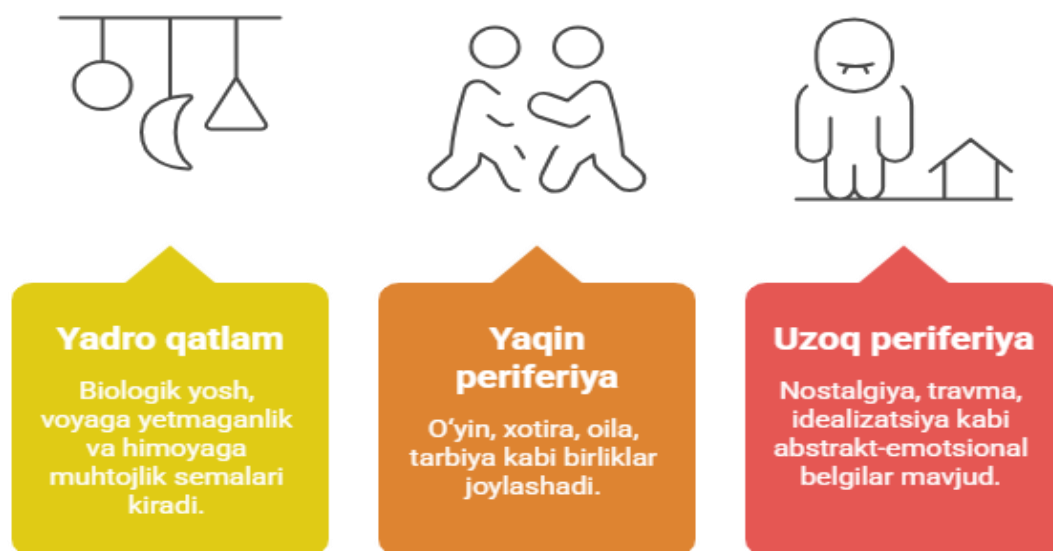 Yadro qatlam
Biologik yosh,
voyaga yetmaganlik
va himoyaga
muhtojlik semalari
kiradi.
Yaqin
periferiya
O‘yin, xotira, oila,
tarbiya kabi birliklar
joylashadi.
Uzoq periferiya
Nostalgiya, travma,
idealizatsiya kabi
abstrakt-emotsional
belgilar mavjud.